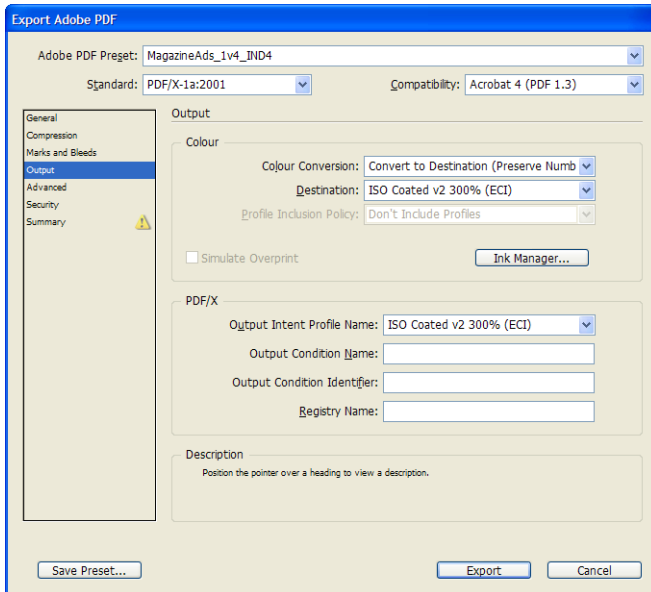 Export Adobe PDF
Adobe PDF Preset: MagazineAds_1v4_IND4
Standard: PDF/X-1a:2001 Compatibility: Acrobat 4 (PDF 1.3)
General
Compression
Marks and Bleeds
Output
Advanced
Security
Summary
Output
Colour
Colour Conversion: Convert to Destination (Preserve Numb
Destination: ISO Coated v2 300% (ECI)
Profile Inclusion Policy: Don't Include Profiles
Simulate Overprint Ink Manager...
PDF/X
Output Intent Profile Name: ISO Coated v2 300% (ECI)
Output Condition Name:
Output Condition Identifier:
Registry Name:
Description
Position the pointer over a heading to view a description.
Save Preset... Export Cancel